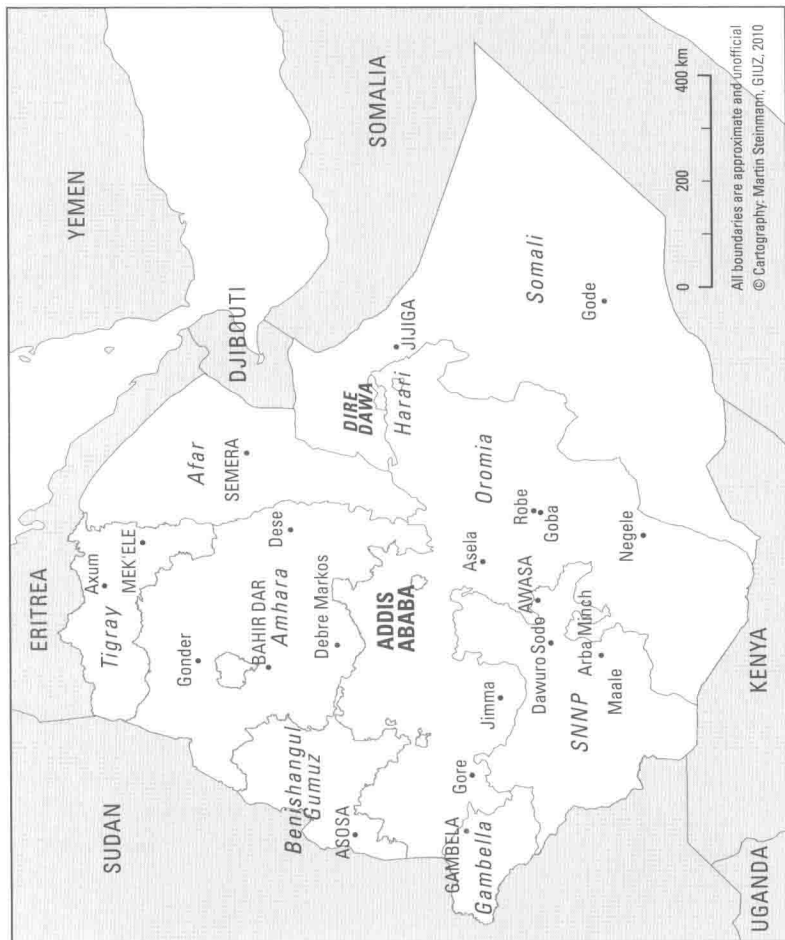 YEMEN
ERITREA
SUDAN
DJIBOUTI
SOMALIA
KENYA
UGANDA
Tigray
Axum
MEK'ELE
Afar
SEMERA
Gonder
BAHIR DAR
Amhara
Dese
Debre Markos
Benishangul
Gumuz
ASOSA
ADDIS
ABABA
DIRE
DAWA
Harari
JIJIGA
Oromia
Asela
Robe
Goba
Negele
Somali
Gode
Jimma
Gore
GAMBELA
Gambella
AWASA
Dawuro Sodo
SNNP
Arba Minch
Maale
0 200 400 km
All boundaries are approximate and unofficial
© Cartography: Martin Steinmann, GIUZ, 2010